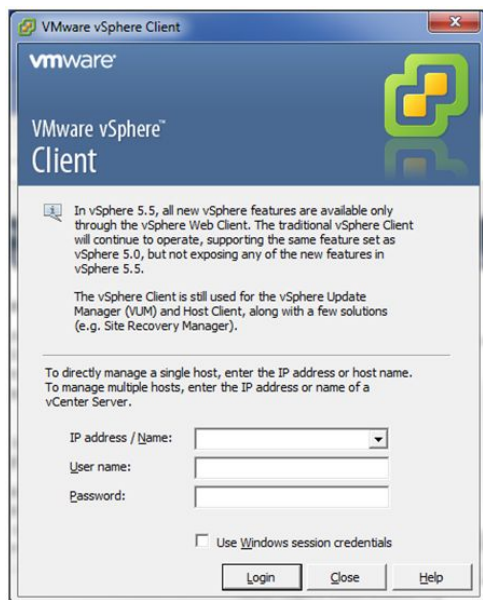 VMware vSphere Client
vmware®
VMware vSphere™
Client
In vSphere 5.5, all new vSphere features are available only
through the vSphere Web Client. The traditional vSphere Client
will continue to operate, supporting the same feature set as
vSphere 5.0, but not exposing any of the new features in
vSphere 5.5.
The vSphere Client is still used for the vSphere Update
Manager (VUM) and Host Client, along with a few solutions
(e.g. Site Recovery Manager).
To directly manage a single host, enter the IP address or host name.
To manage multiple hosts, enter the IP address or name of a
vCenter Server.
IP address / Name:
User name:
Password:
Use Windows session credentials
Login Close Help